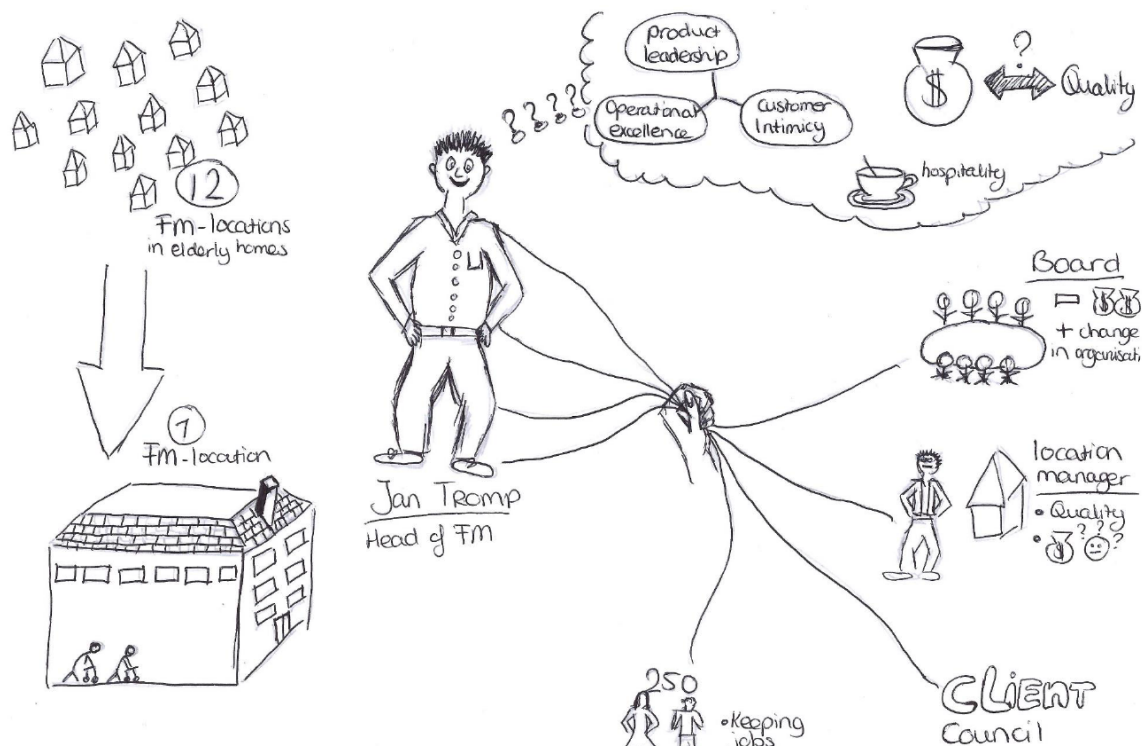 12
FM-locations
in elderly homes
1
FM-location
Jan Tromp
Head of FM
? ? ? ?
product
leadership
Operational
excellence
Customer
Intimicy
$
?
Quality
hospitality
Board
- $ $
+ change
in organisati
location
manager
• Quality
• $ ? ? ?
CLiENT
Council
250
• Keeping
jobs